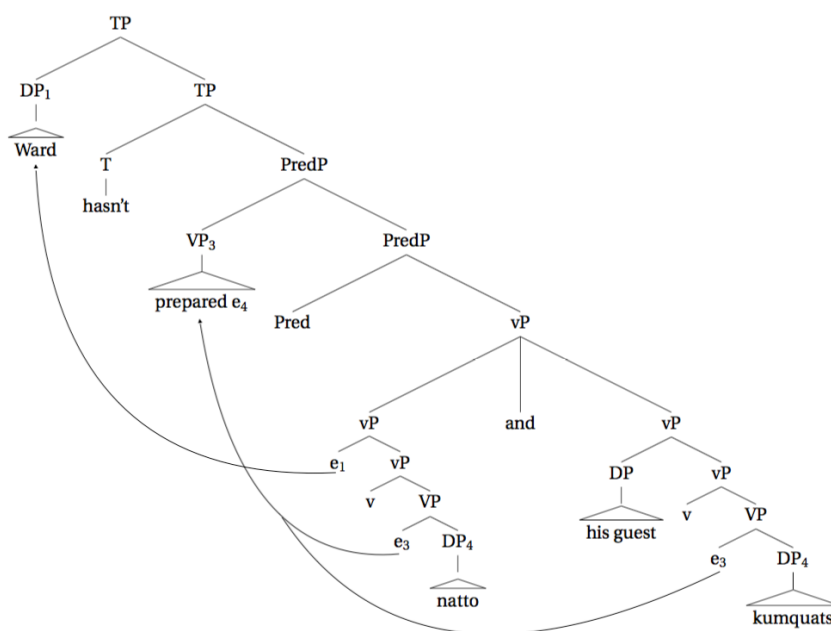 TP
DP₁ TP
Ward T PredP
hasn't VP₃ PredP
prepared e₄ Pred vP
vP and vP
e₁ vP DP vP
v VP his guest v VP
e₃ DP₄ e₃ DP₄
natto kumquats